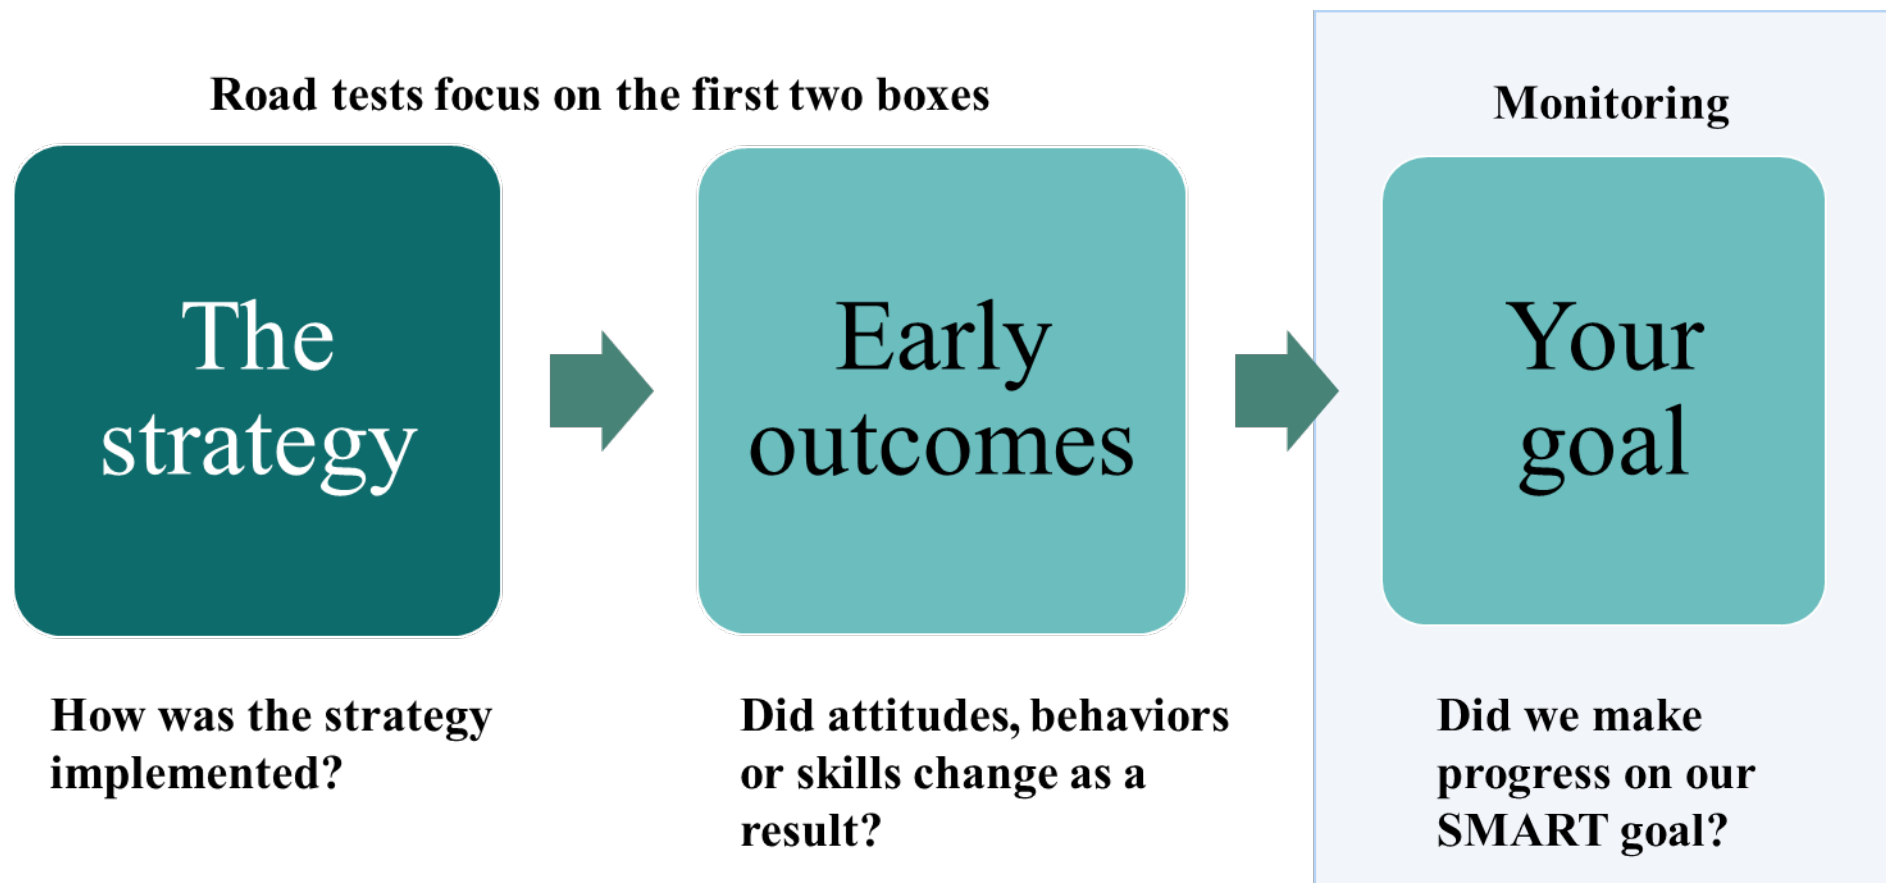 Road tests focus on the first two boxes
Monitoring
The
strategy
Early
outcomes
Your
goal
How was the strategy
implemented?
Did attitudes, behaviors
or skills change as a
result?
Did we make
progress on our
SMART goal?